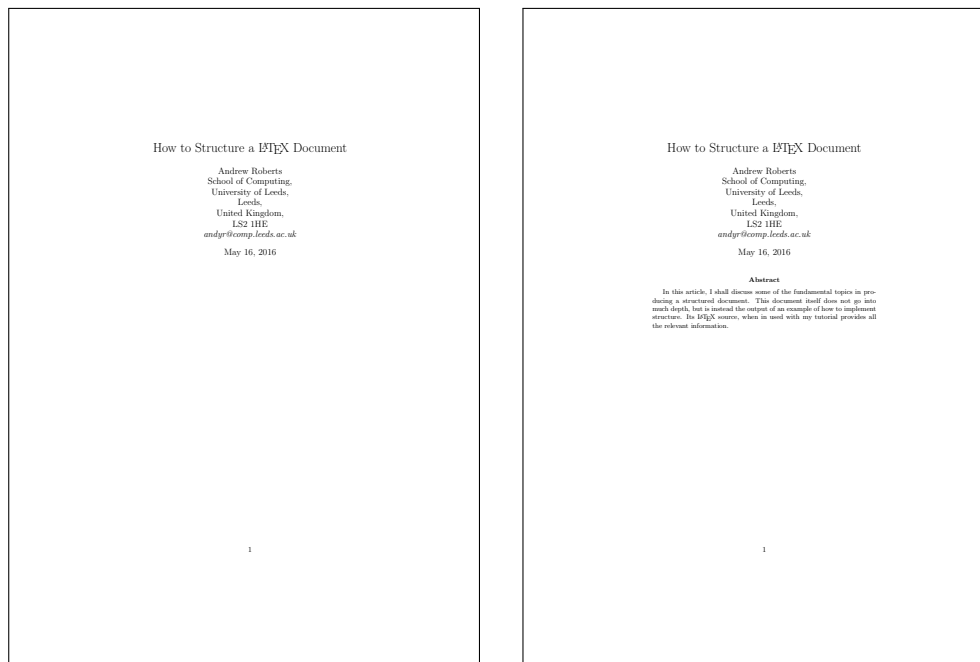 How to Structure a LATEX Document
Andrew Roberts
School of Computing,
University of Leeds,
Leeds,
United Kingdom,
LS2 1HE
andyr@comp.leeds.ac.uk
May 16, 2016
1
How to Structure a LATEX Document
Andrew Roberts
School of Computing,
University of Leeds,
Leeds,
United Kingdom,
LS2 1HE
andyr@comp.leeds.ac.uk
May 16, 2016
Abstract
In this article, I shall discuss some of the fundamental topics in pro-
ducing a structured document. This document itself does not go into
much depth, but is instead the output of an example of how to implement
structure. Its LATEX source, when in used with my tutorial provides all
the relevant information.
1